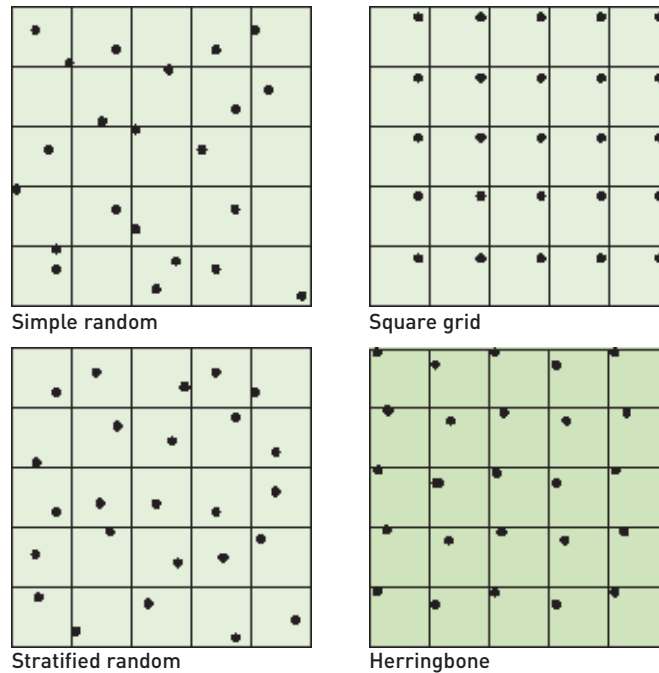 Simple random
Square grid
Stratified random
Herringbone